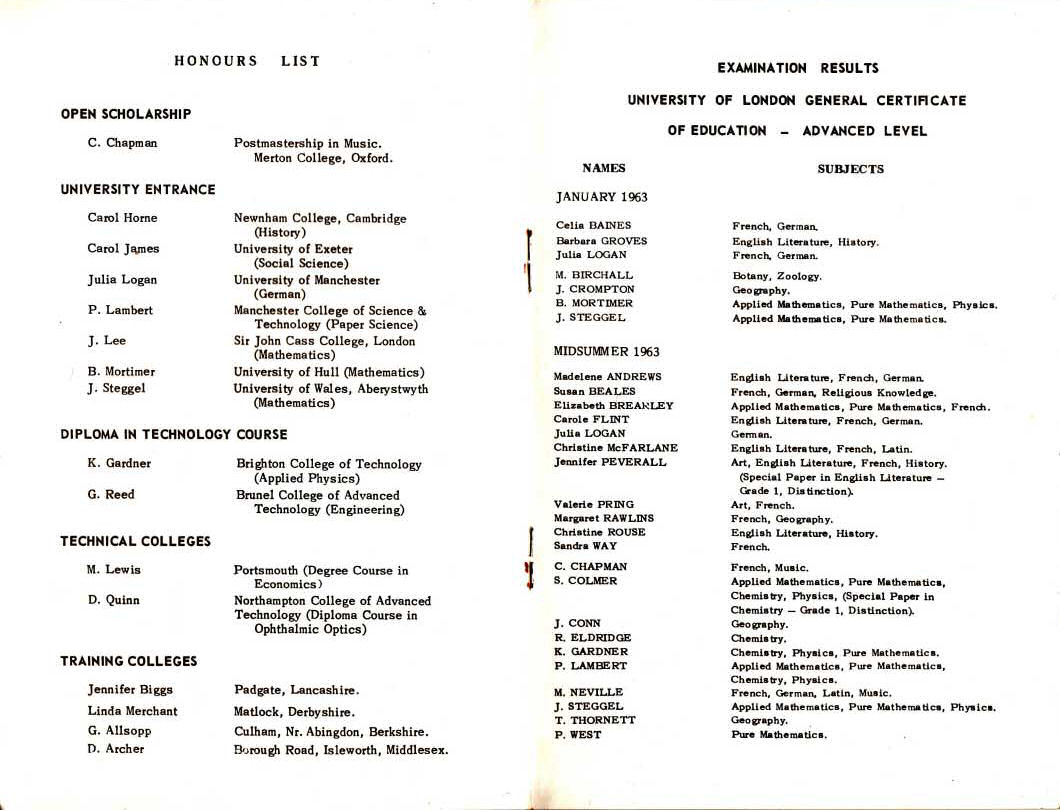 HONOURS LIST
OPEN SCHOLARSHIP
C. Chapman Postmastership in Music.
Merton College, Oxford.
UNIVERSITY ENTRANCE
Carol Horne Newnham College, Cambridge
(History)
Carol James University of Exeter
(Social Science)
Julia Logan University of Manchester
(German)
P. Lambert Manchester College of Science &
Technology (Paper Science)
J. Lee Sir John Cass College, London
(Mathematics)
B. Mortimer University of Hull (Mathematics)
J. Steggel University of Wales, Aberystwyth
(Mathematics)
DIPLOMA IN TECHNOLOGY COURSE
K. Gardner Brighton College of Technology
(Applied Physics)
G. Reed Brunel College of Advanced
Technology (Engineering)
TECHNICAL COLLEGES
M. Lewis Portsmouth (Degree Course in
Economics)
D. Quinn Northampton College of Advanced
Technology (Diploma Course in
Ophthalmic Optics)
TRAINING COLLEGES
Jennifer Biggs Padgate, Lancashire.
Linda Merchant Matlock, Derbyshire.
G. Allsopp Culham, Nr. Abingdon, Berkshire.
D. Archer Borough Road, Isleworth, Middlesex.
EXAMINATION RESULTS
UNIVERSITY OF LONDON GENERAL CERTIFICATE
OF EDUCATION – ADVANCED LEVEL
NAMES SUBJECTS
JANUARY 1963
Celia BAINES French, German.
Barbara GROVES English Literature, History.
Julia LOGAN French, German.
M. BIRCHALL Botany, Zoology.
J. CROMPTON Geography.
B. MORTIMER Applied Mathematics, Pure Mathematics, Physics.
J. STEGGEL Applied Mathematics, Pure Mathematics.
MIDSUMMER 1963
Madelene ANDREWS English Literature, French, German.
Susan BEALES French, German, Religious Knowledge.
Elizabeth BREAKLEY Applied Mathematics, Pure Mathematics, French.
Carole FLINT English Literature, French, German.
Julia LOGAN German.
Christine McFARLANE English Literature, French, Latin.
Jennifer PEVERALL Art, English Literature, French, History.
(Special Paper in English Literature –
Grade 1, Distinction).
Valerie PRING Art, French.
Margaret RAWLINS French, Geography.
Christine ROUSE English Literature, History.
Sandra WAY French.
C. CHAPMAN French, Music.
S. COLMER Applied Mathematics, Pure Mathematics,
Chemistry, Physics, (Special Paper in
Chemistry – Grade 1, Distinction).
J. CONN Geography.
R. ELDRIDGE Chemistry.
K. GARDNER Chemistry, Physics, Pure Mathematics.
P. LAMBERT Applied Mathematics, Pure Mathematics,
Chemistry, Physics.
M. NEVILLE French, German, Latin, Music.
J. STEGGEL Applied Mathematics, Pure Mathematics, Physics.
T. THORNETT Geography.
P. WEST Pure Mathematics.